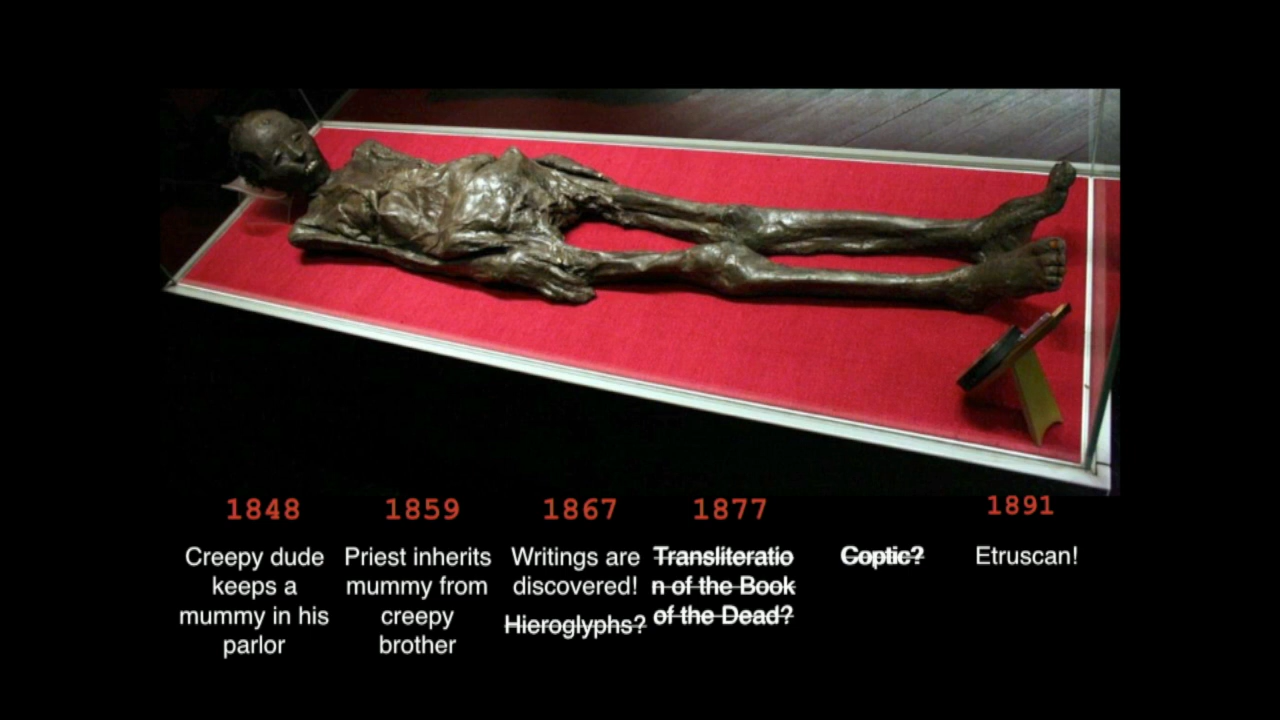 1848
Creepy dude
keeps a
mummy in his
parlor
1859
Priest inherits
mummy from
creepy
brother
1867
Writings are
discovered!
Hieroglyphs?
1877
Transliteratio
n of the Book
of the Dead?
Coptic?
1891
Etruscan!